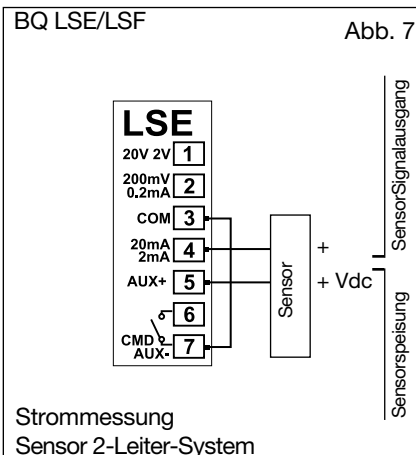 BQ LSE/LSF
Abb. 7
LSE
20V 2V 1
200mV
0.2mA 2
COM 3
20mA
2mA 4
AUX+ 5
6
CMD
AUX- 7
Sensor
+
+ Vdc
SensorSignalausgang
Sensorspeisung
Strommessung
Sensor 2-Leiter-System